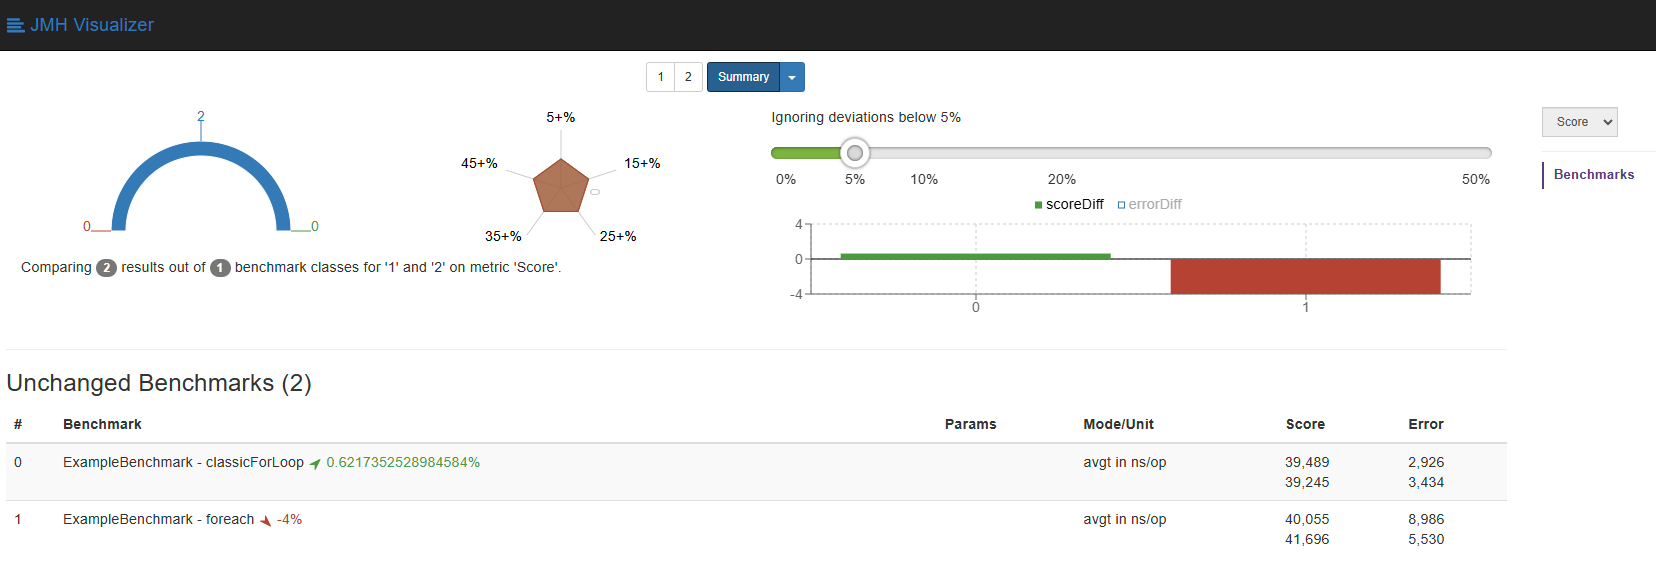 JMH Visualizer
1 2 Summary
2
0 0
Comparing 2 results out of 1 benchmark classes for '1' and '2' on metric 'Score'.
5+%
45+% 15+%
0
35+% 25+%
Ignoring deviations below 5%
0% 5% 10% 20% 50%
scoreDiff errorDiff
4
0
-4
0 1
Score
Benchmarks
Unchanged Benchmarks (2)
# Benchmark Params Mode/Unit Score Error
0 ExampleBenchmark - classicForLoop 0.6217352528984584% avgt in ns/op 39,489 2,926
39,245 3,434
1 ExampleBenchmark - foreach -4% avgt in ns/op 40,055 8,986
41,696 5,530